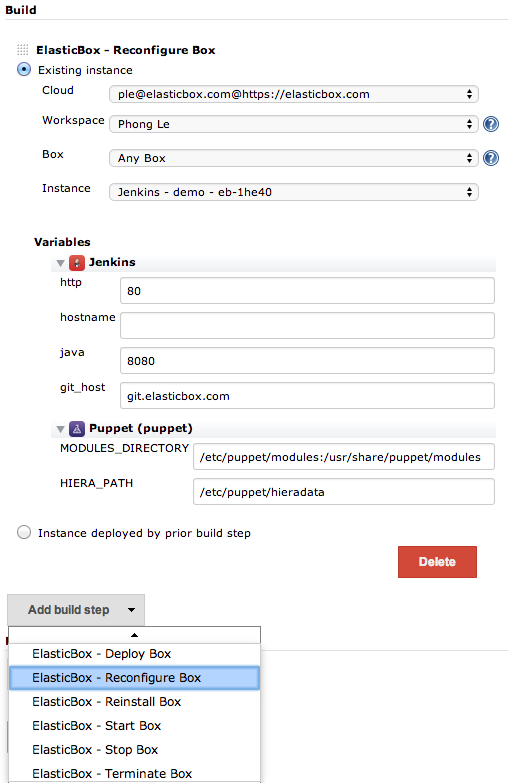 Build
ElasticBox - Reconfigure Box
Existing instance
Cloud ple@elasticbox.com@https://elasticbox.com
Workspace Phong Le ?
Box Any Box ?
Instance Jenkins - demo - eb-1he40
Variables
Jenkins
http 80
hostname
java 8080
git_host git.elasticbox.com
Puppet (puppet)
MODULES_DIRECTORY /etc/puppet/modules:/usr/share/puppet/modules
HIERA_PATH /etc/puppet/hieradata
Instance deployed by prior build step
Delete
Add build step
ElasticBox - Deploy Box
ElasticBox - Reconfigure Box
ElasticBox - Reinstall Box
ElasticBox - Start Box
ElasticBox - Stop Box
ElasticBox - Terminate Box